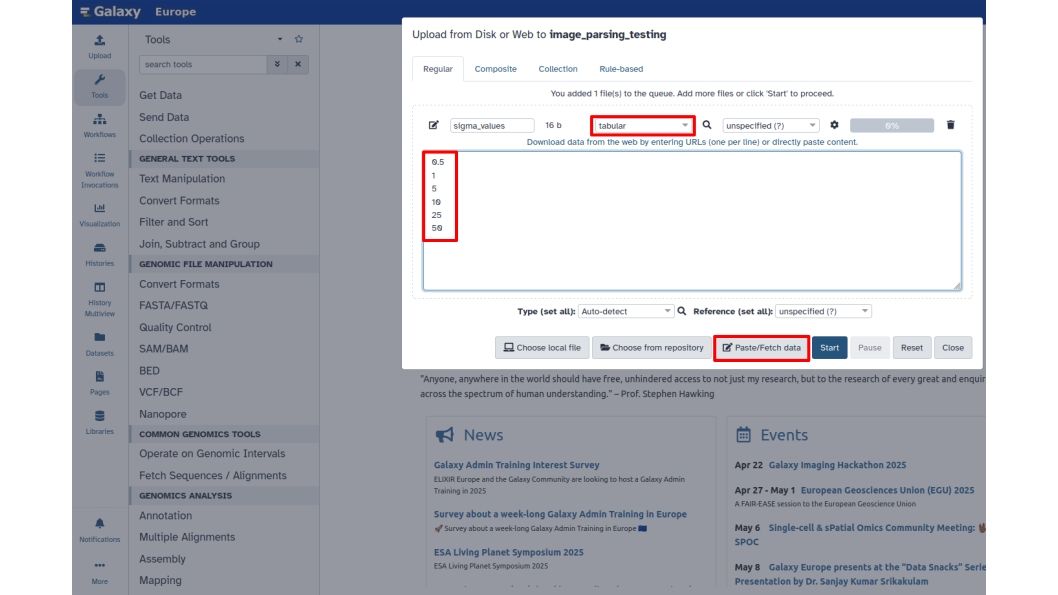 Galaxy Europe
Upload
Tools
Workflows
Workflow
Invocations
Visualization
Histories
History
Multiview
Datasets
Pages
Libraries
Notifications
More
Tools
search tools
Get Data
Send Data
Collection Operations
GENERAL TEXT TOOLS
Text Manipulation
Convert Formats
Filter and Sort
Join, Subtract and Group
GENOMIC FILE MANIPULATION
Convert Formats
FASTA/FASTQ
Quality Control
SAM/BAM
BED
VCF/BCF
Nanopore
COMMON GENOMICS TOOLS
Operate on Genomic Intervals
Fetch Sequences / Alignments
GENOMICS ANALYSIS
Annotation
Multiple Alignments
Assembly
Mapping
Upload from Disk or Web to image_parsing_testing
Regular Composite Collection Rule-based
You added 1 file(s) to the queue. Add more files or click 'Start' to proceed.
sigma_values 16 b tabular unspecified (?) 0%
Download data from the web by entering URLs (one per line) or directly paste content.
0.5
1
5
10
25
50
Type (set all): Auto-detect Reference (set all): unspecified (?)
Choose local file Choose from repository Paste/Fetch data Start Pause Reset Close
"Anyone, anywhere in the world should have free, unhindered access to not just my research, but to the research of every great and enquir
across the spectrum of human understanding." – Prof. Stephen Hawking
News
Galaxy Admin Training Interest Survey
ELIXIR Europe and the Galaxy Community are looking to host a Galaxy Admin
Training in 2025
Survey about a week-long Galaxy Admin Training in Europe
🚀 Survey about a week-long Galaxy Admin Training in Europe 🇪🇺
ESA Living Planet Symposium 2025
ESA Living Planet Symposium 2025
Events
Apr 22 Galaxy Imaging Hackathon 2025
Apr 27 - May 1 European Geosciences Union (EGU) 2025
A FAIR-EASE session to the European Geoscience Union
May 6 Single-cell & sPatial Omics Community Meeting:
SPOC
May 8 Galaxy Europe presents at the "Data Snacks" Serie
Presentation by Dr. Sanjay Kumar Srikakulam